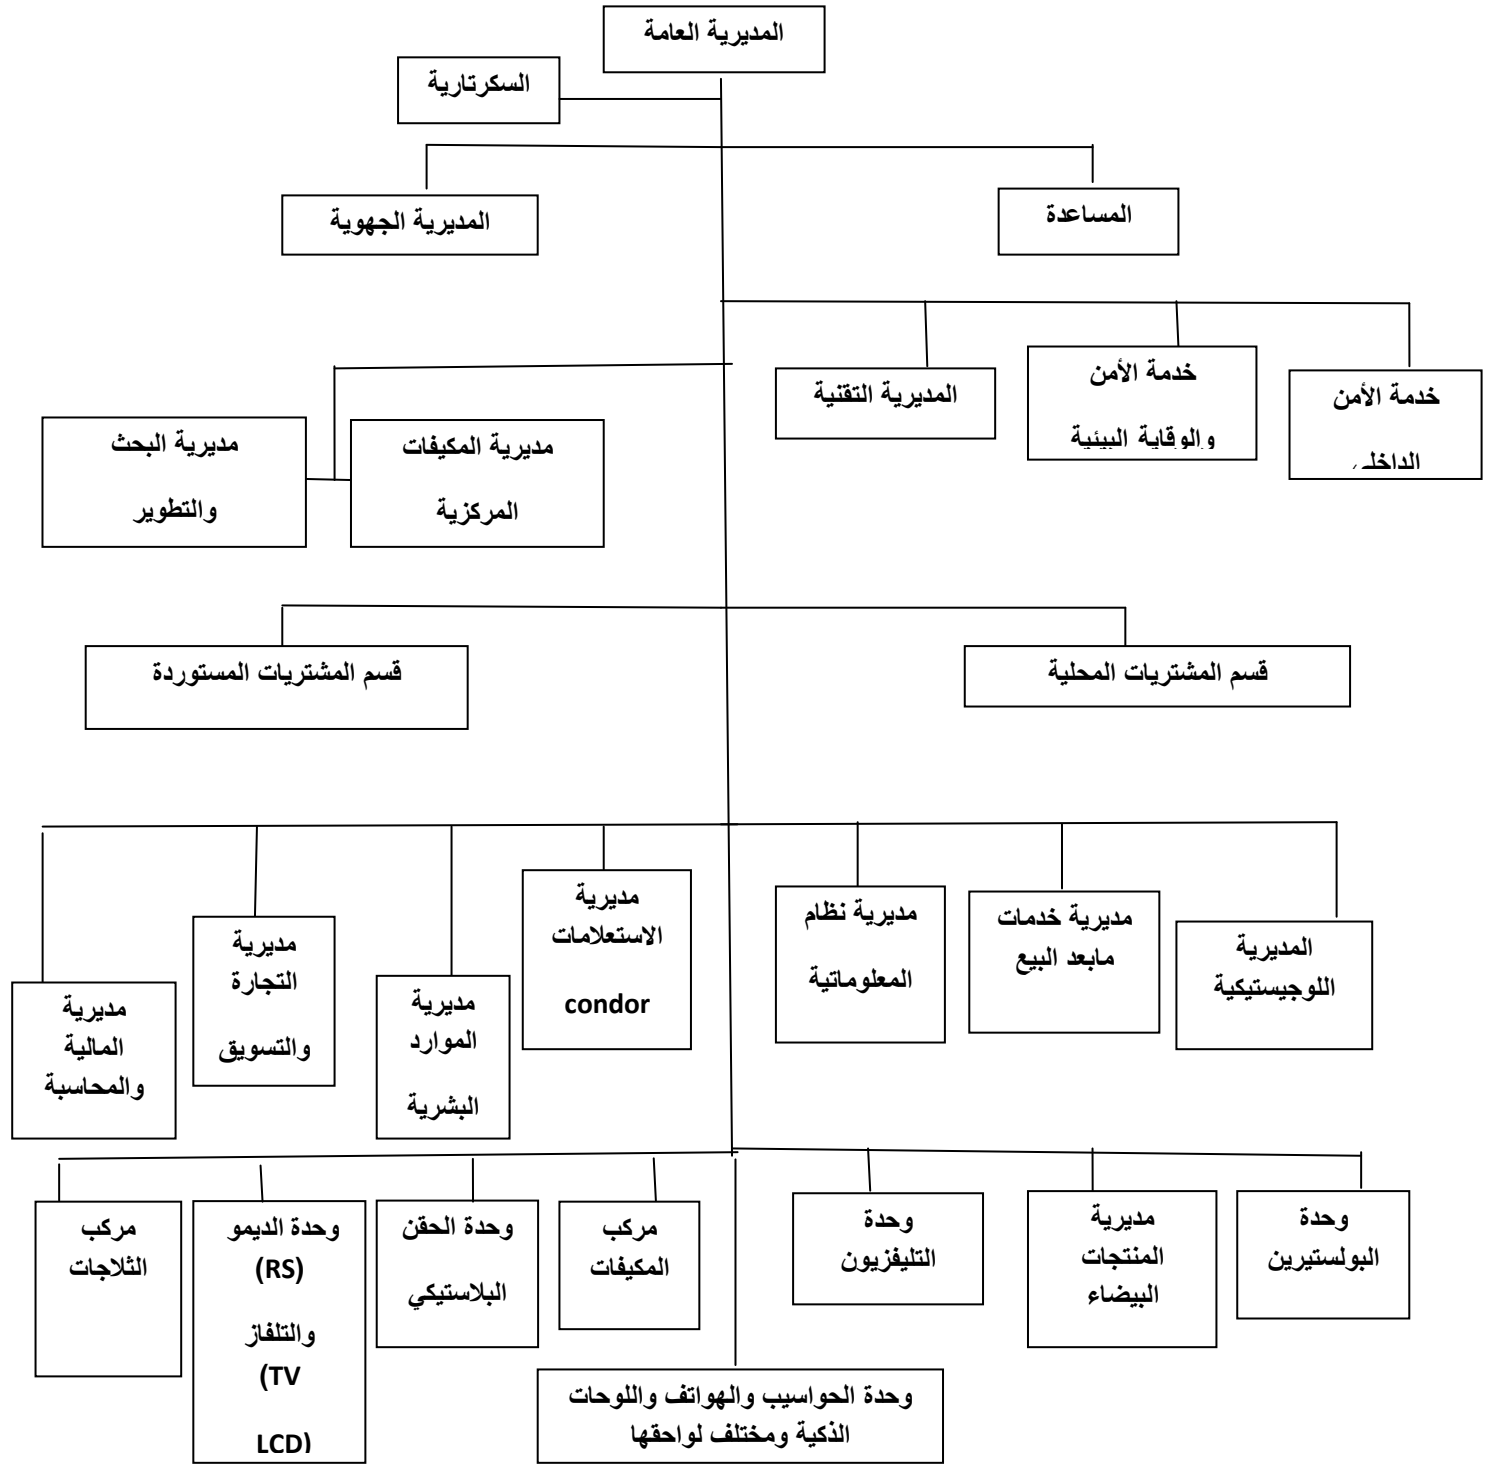 المديرية العامة
السكرتارية
المساعدة
المديرية الجهوية
خدمة الأمن
الداخلي
خدمة الأمن
والوقاية البيئية
المديرية التقنية
مديرية المكيفات
المركزية
مديرية البحث
والتطوير
قسم المشتريات المحلية
قسم المشتريات المستوردة
المديرية
اللوجيستيكية
مديرية خدمات
مابعد البيع
مديرية نظام
المعلوماتية
مديرية
الاستعلامات
condor
مديرية
الموارد
البشرية
مديرية
التجارة
والتسويق
مديرية
المالية
والمحاسبة
وحدة
البولستيرين
مديرية
المنتجات
البيضاء
وحدة
التليفزيون
مركب
المكيفات
وحدة الحقن
البلاستيكي
وحدة الديمو
(RS)
والتلفاز
(TV
LCD)
مركب
الثلاجات
وحدة الحواسيب والهواتف واللوحات
الذكية ومختلف لواحقها